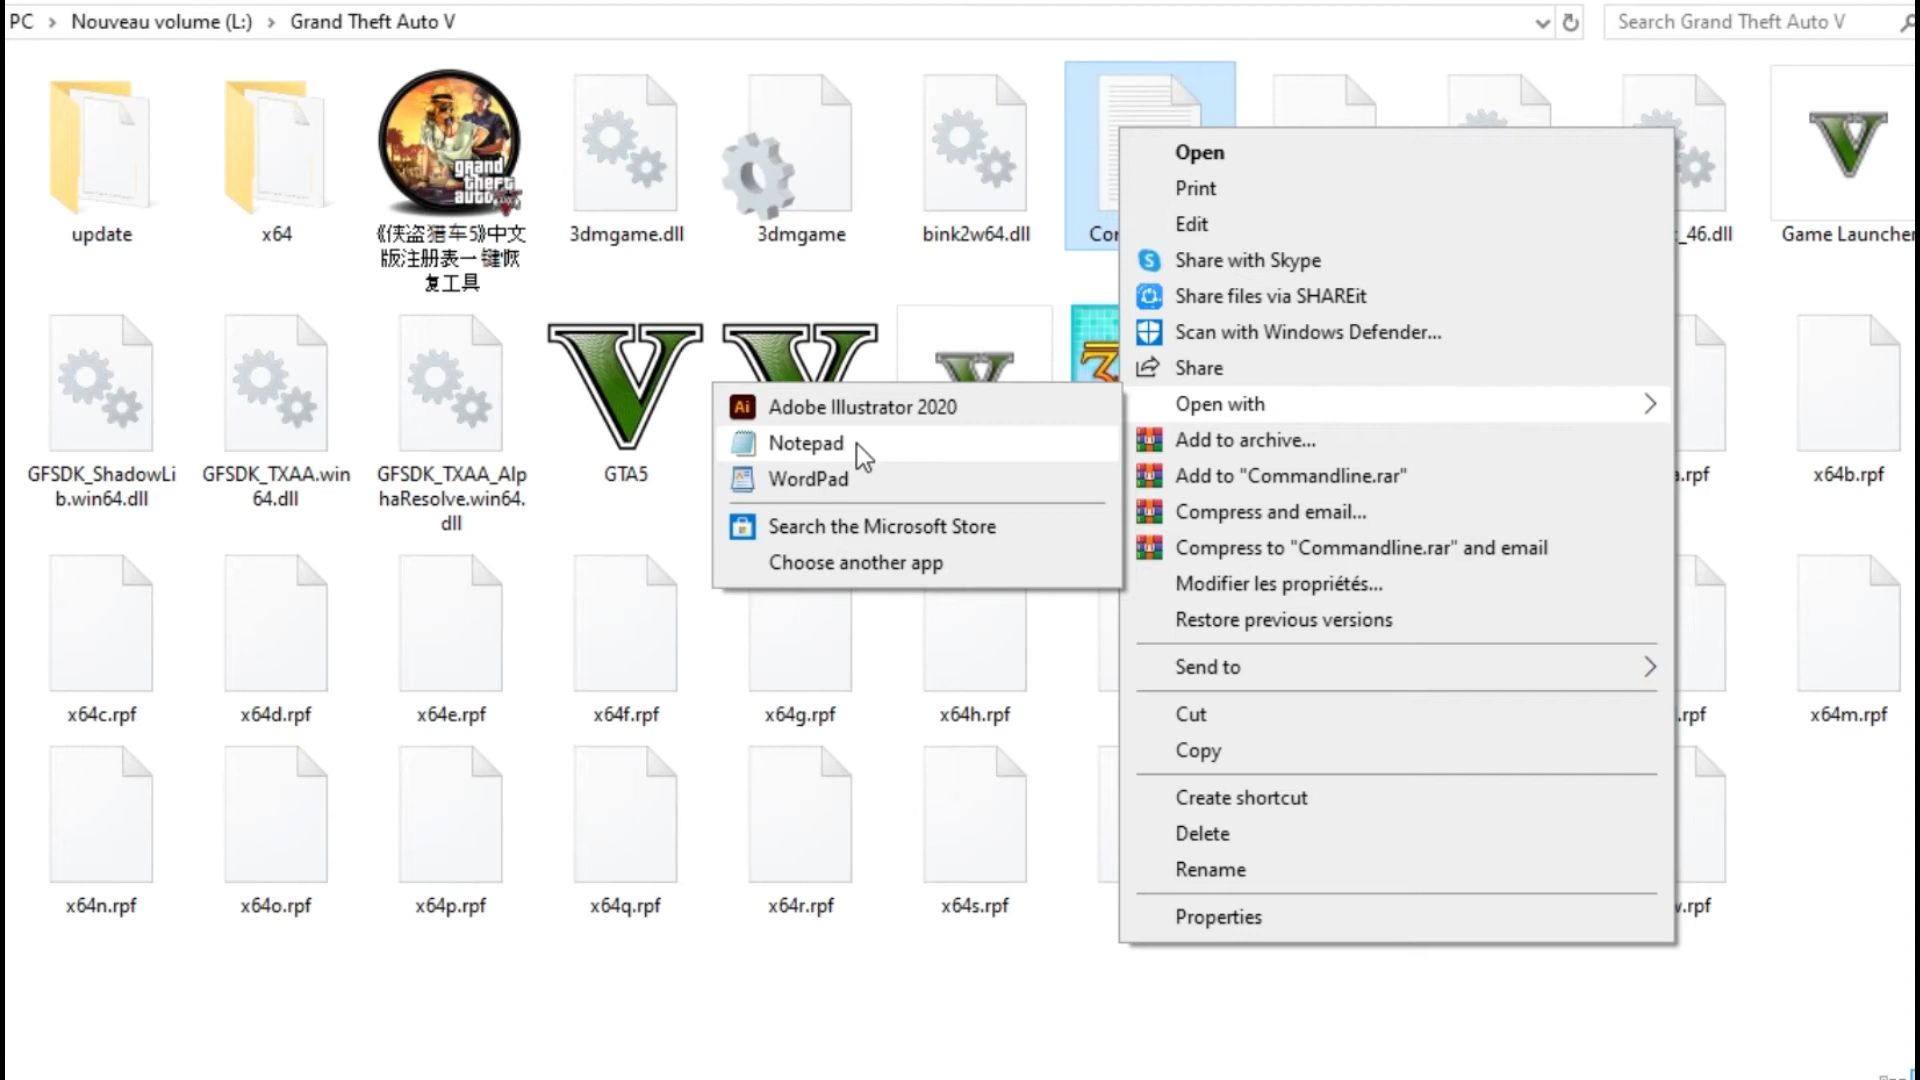 PC > Nouveau volume (L:) > Grand Theft Auto V
Search Grand Theft Auto V
update
x64
grand
theft
auto V
《侠盗猎车5》中文
版注册表一键恢
复工具
3dmgame.dll
3dmgame
bink2w64.dll
Cor
_46.dll
Game Launcher
Open
Print
Edit
Share with Skype
Share files via SHAREit
Scan with Windows Defender...
Share
Open with
Add to archive...
Add to "Commandline.rar"
Compress and email...
Compress to "Commandline.rar" and email
Modifier les propriétés...
Restore previous versions
Send to
Cut
Copy
Create shortcut
Delete
Rename
Properties
Ai Adobe Illustrator 2020
Notepad
WordPad
Search the Microsoft Store
Choose another app
GFSDK_ShadowLi
b.win64.dll
GFSDK_TXAA.win
64.dll
GFSDK_TXAA_Alp
haResolve.win64.
dll
GTA5
a.rpf
x64b.rpf
x64c.rpf
x64d.rpf
x64e.rpf
x64f.rpf
x64g.rpf
x64h.rpf
.rpf
x64m.rpf
x64n.rpf
x64o.rpf
x64p.rpf
x64q.rpf
x64r.rpf
x64s.rpf
.rpf